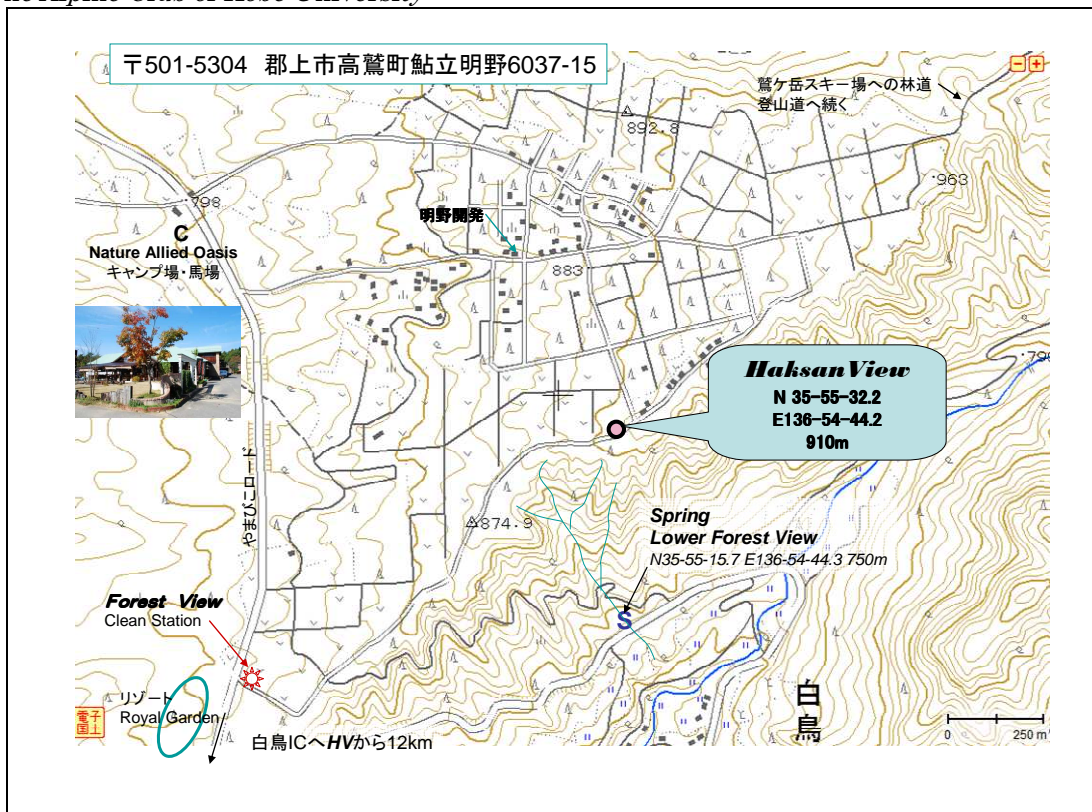 he Alpine Club of Kobe University
〒501-5304 郡上市高鷲町鮎立明野6037-15
鷲ケ岳スキー場への林道
登山道へ続く
892.8
963
798
C
Nature Allied Oasis
キャンプ場・馬場
明野開発
883
HaksanView
N 35-55-32.2
E136-54-44.2
910m
やまびこロード
874.9
Spring
Lower Forest View
N35-55-15.7 E136-54-44.3 750m
S
Forest View
Clean Station
リゾート
Royal Garden
電子
国土
白鳥ICへHVから12km
白鳥
0 250 m